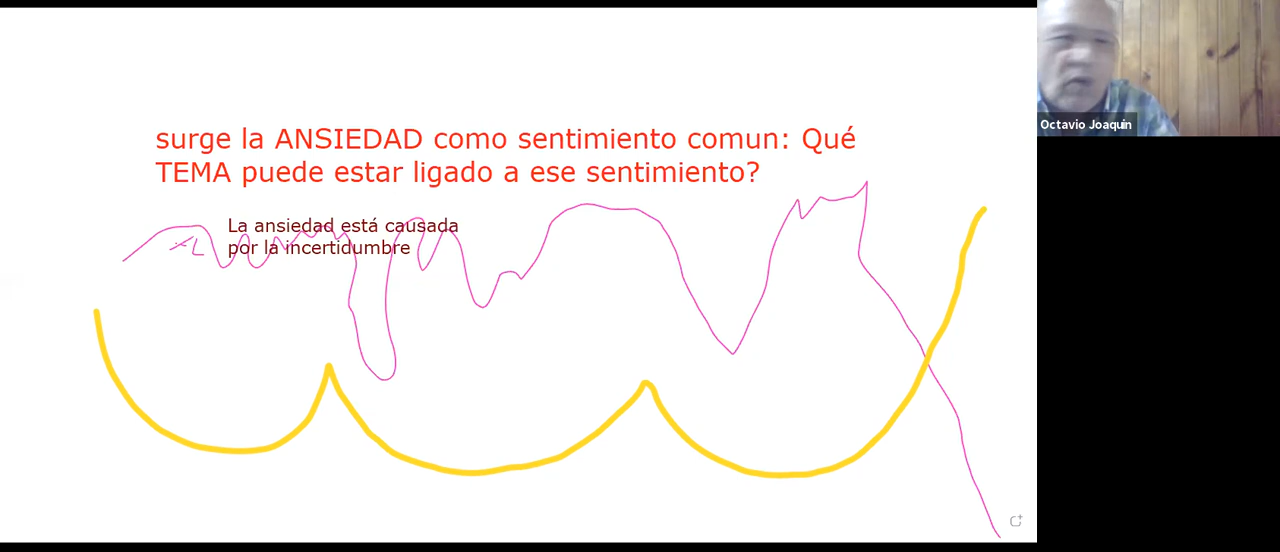 surge la ANSIEDAD como sentimiento comun: Qué
TEMA puede estar ligado a ese sentimiento?
La ansiedad está causada
por la incertidumbre
Octavio Joaquin